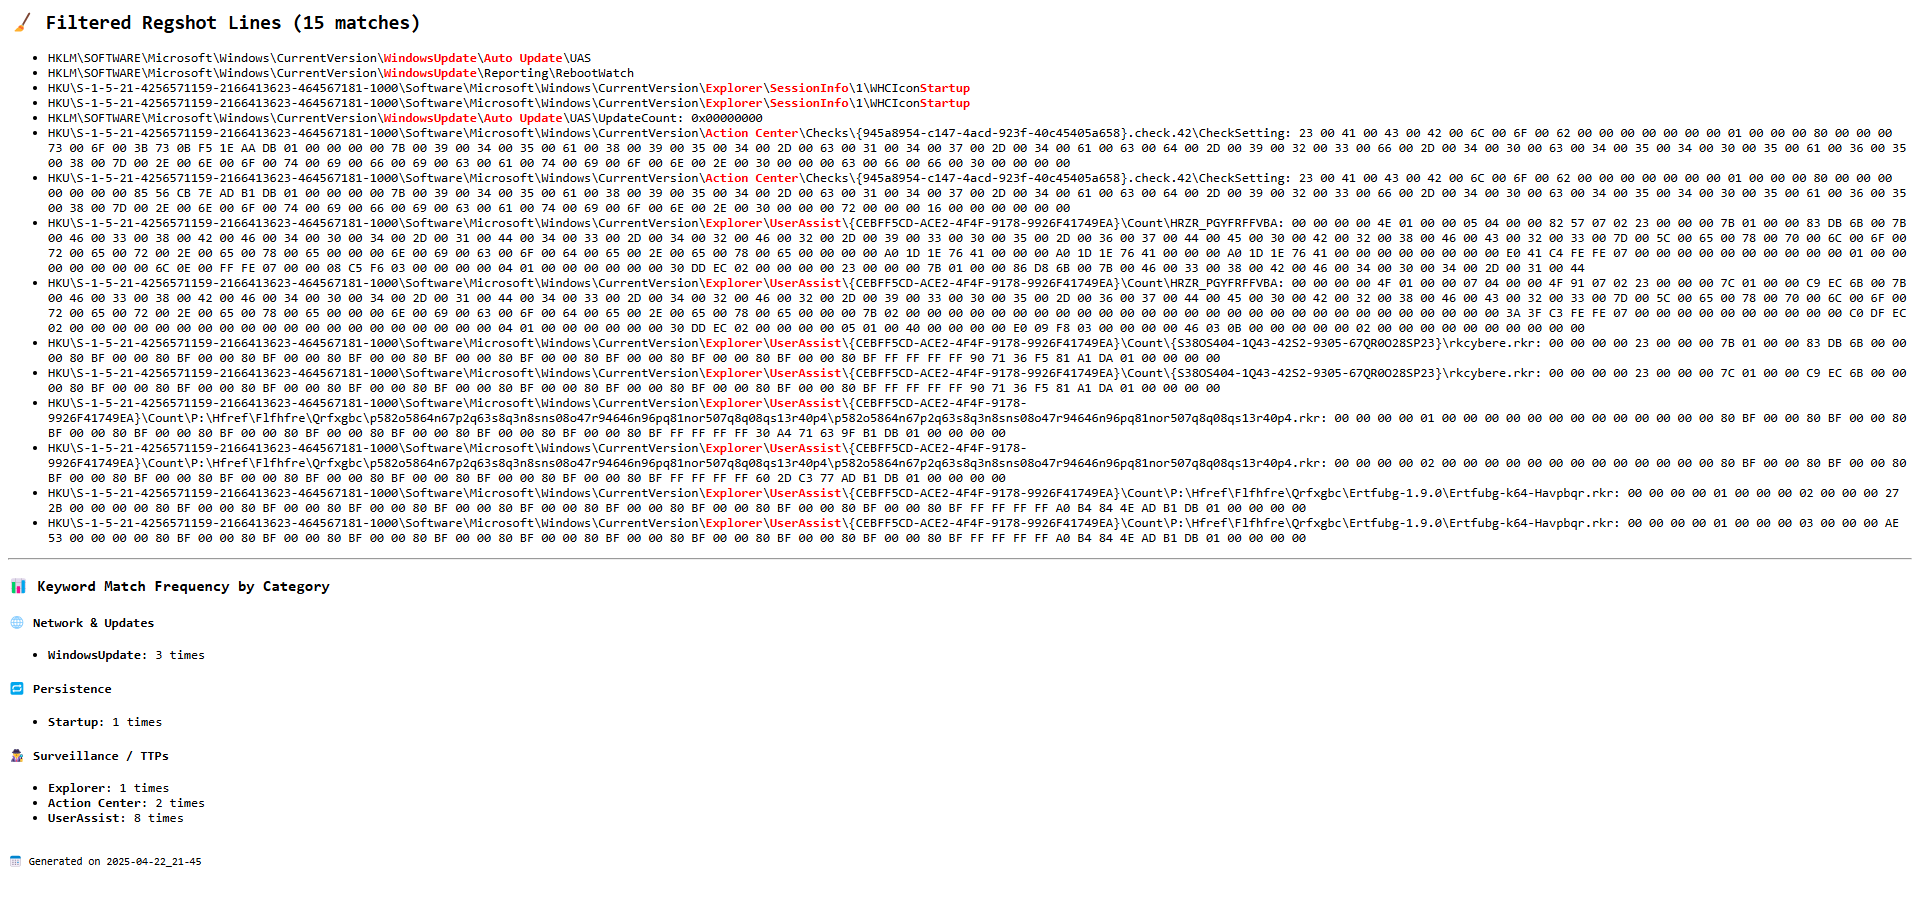 Filtered Regshot Lines (15 matches)
HKLM\SOFTWARE\Microsoft\Windows\CurrentVersion\WindowsUpdate\Auto Update\UAS
HKLM\SOFTWARE\Microsoft\Windows\CurrentVersion\WindowsUpdate\Reporting\RebootWatch
HKU\S-1-5-21-4256571159-2166413623-464567181-1000\Software\Microsoft\Windows\CurrentVersion\Explorer\SessionInfo\1\WHCIconStartup
HKU\S-1-5-21-4256571159-2166413623-464567181-1000\Software\Microsoft\Windows\CurrentVersion\Explorer\SessionInfo\1\WHCIconStartup
HKLM\SOFTWARE\Microsoft\Windows\CurrentVersion\WindowsUpdate\Auto Update\UAS\UpdateCount: 0x00000000
HKU\S-1-5-21-4256571159-2166413623-464567181-1000\Software\Microsoft\Windows\CurrentVersion\Action Center\Checks\{945a8954-c147-4acd-923f-40c45405a658}.check.42\CheckSetting: 23 00 41 00 43 00 42 00 6C 00 6F 00 62 00 00 00 00 00 00 00 01 00 00 00 80 00 00 00
73 00 6F 00 3B 73 0B F5 1E AA DB 01 00 00 00 00 7B 00 39 00 34 00 35 00 61 00 38 00 39 00 35 00 34 00 2D 00 63 00 31 00 34 00 37 00 2D 00 34 00 61 00 63 00 64 00 2D 00 39 00 32 00 33 00 66 00 2D 00 34 00 30 00 63 00 34 00 35 00 34 00 30 00 35 00 61 00 36 00 35
00 38 00 7D 00 2E 00 6E 00 6F 00 74 00 69 00 66 00 69 00 63 00 61 00 74 00 69 00 6F 00 6E 00 2E 00 30 00 00 00 63 00 66 00 66 00 30 00 00 00 00
HKU\S-1-5-21-4256571159-2166413623-464567181-1000\Software\Microsoft\Windows\CurrentVersion\Action Center\Checks\{945a8954-c147-4acd-923f-40c45405a658}.check.42\CheckSetting: 23 00 41 00 43 00 42 00 6C 00 6F 00 62 00 00 00 00 00 00 00 01 00 00 00 80 00 00 00
00 00 00 00 85 56 CB 7E AD B1 DB 01 00 00 00 00 7B 00 39 00 34 00 35 00 61 00 38 00 39 00 35 00 34 00 2D 00 63 00 31 00 34 00 37 00 2D 00 34 00 61 00 63 00 64 00 2D 00 39 00 32 00 33 00 66 00 2D 00 34 00 30 00 63 00 34 00 35 00 34 00 30 00 35 00 61 00 36 00 35
00 38 00 7D 00 2E 00 6E 00 6F 00 74 00 69 00 66 00 69 00 63 00 61 00 74 00 69 00 6F 00 6E 00 2E 00 30 00 00 00 72 00 00 00 16 00 00 00 00 00 00
HKU\S-1-5-21-4256571159-2166413623-464567181-1000\Software\Microsoft\Windows\CurrentVersion\Explorer\UserAssist\{CEBFF5CD-ACE2-4F4F-9178-9926F41749EA}\Count\HRZR_PGYFRFFVBA: 00 00 00 00 4E 01 00 00 05 04 00 00 82 57 07 02 23 00 00 00 7B 01 00 00 83 DB 6B 00 7B
00 46 00 33 00 38 00 42 00 46 00 34 00 30 00 34 00 2D 00 31 00 44 00 34 00 33 00 2D 00 34 00 32 00 46 00 32 00 2D 00 39 00 33 00 30 00 35 00 2D 00 36 00 37 00 44 00 45 00 30 00 42 00 32 00 38 00 46 00 43 00 32 00 33 00 7D 00 5C 00 65 00 78 00 70 00 6C 00 6F 00
72 00 65 00 72 00 2E 00 65 00 78 00 65 00 00 00 6E 00 69 00 63 00 6F 00 64 00 65 00 2E 00 65 00 78 00 65 00 00 00 00 00 A0 1D 1E 76 41 00 00 00 A0 1D 1E 76 41 00 00 00 A0 1D 1E 76 41 00 00 00 00 00 00 00 E0 41 C4 FE FE 07 00 00 00 00 00 00 00 00 00 00 01 00 00
00 00 00 00 00 6C 0E 00 FF FE 07 00 00 08 C5 F6 03 00 00 00 00 04 01 00 00 00 00 00 00 30 DD EC 02 00 00 00 00 23 00 00 00 7B 01 00 00 86 D8 6B 00 7B 00 46 00 33 00 38 00 42 00 46 00 34 00 30 00 34 00 2D 00 31 00 44
HKU\S-1-5-21-4256571159-2166413623-464567181-1000\Software\Microsoft\Windows\CurrentVersion\Explorer\UserAssist\{CEBFF5CD-ACE2-4F4F-9178-9926F41749EA}\Count\HRZR_PGYFRFFVBA: 00 00 00 00 4F 01 00 00 07 04 00 00 4F 91 07 02 23 00 00 00 7C 01 00 00 C9 EC 6B 00 7B
00 46 00 33 00 38 00 42 00 46 00 34 00 30 00 34 00 2D 00 31 00 44 00 34 00 33 00 2D 00 34 00 32 00 46 00 32 00 2D 00 39 00 33 00 30 00 35 00 2D 00 36 00 37 00 44 00 45 00 30 00 42 00 32 00 38 00 46 00 43 00 32 00 33 00 7D 00 5C 00 65 00 78 00 70 00 6C 00 6F 00
72 00 65 00 72 00 2E 00 65 00 78 00 65 00 00 00 6E 00 69 00 63 00 6F 00 64 00 65 00 2E 00 65 00 78 00 65 00 00 00 7B 02 00 00 00 00 00 00 00 00 00 00 00 00 00 00 00 00 00 00 00 00 00 00 00 00 00 00 00 00 00 3A 3F C3 FE FE 07 00 00 00 00 00 00 00 00 00 00 C0 DF EC
02 00 00 00 00 00 00 00 00 00 00 00 00 00 00 00 00 00 00 00 00 04 01 00 00 00 00 00 00 30 DD EC 02 00 00 00 00 05 01 00 40 00 00 00 00 E0 09 F8 03 00 00 00 00 46 03 0B 00 00 00 00 00 02 00 00 00 00 00 00 00 00 00 00
HKU\S-1-5-21-4256571159-2166413623-464567181-1000\Software\Microsoft\Windows\CurrentVersion\Explorer\UserAssist\{CEBFF5CD-ACE2-4F4F-9178-9926F41749EA}\Count\{S38OS404-1Q43-42S2-9305-67QR0O28SP23}\rkcybere.rkr: 00 00 00 00 23 00 00 00 7B 01 00 00 83 DB 6B 00 00
00 80 BF 00 00 80 BF 00 00 80 BF 00 00 80 BF 00 00 80 BF 00 00 80 BF 00 00 80 BF 00 00 80 BF 00 00 80 BF 00 00 80 BF FF FF FF FF 90 71 36 F5 81 A1 DA 01 00 00 00 00
HKU\S-1-5-21-4256571159-2166413623-464567181-1000\Software\Microsoft\Windows\CurrentVersion\Explorer\UserAssist\{CEBFF5CD-ACE2-4F4F-9178-9926F41749EA}\Count\{S38OS404-1Q43-42S2-9305-67QR0O28SP23}\rkcybere.rkr: 00 00 00 00 23 00 00 00 7C 01 00 00 C9 EC 6B 00 00
00 80 BF 00 00 80 BF 00 00 80 BF 00 00 80 BF 00 00 80 BF 00 00 80 BF 00 00 80 BF 00 00 80 BF 00 00 80 BF 00 00 80 BF FF FF FF FF 90 71 36 F5 81 A1 DA 01 00 00 00 00
HKU\S-1-5-21-4256571159-2166413623-464567181-1000\Software\Microsoft\Windows\CurrentVersion\Explorer\UserAssist\{CEBFF5CD-ACE2-4F4F-9178-
9926F41749EA}\Count\P:\Hfref\Flfhfre\Qrfxgbc\p582o5864n67p2q63s8q3n8sns08o47r94646n96pq81nor507q8q08qs13r40p4\p582o5864n67p2q63s8q3n8sns08o47r94646n96pq81nor507q8q08qs13r40p4.rkr: 00 00 00 00 01 00 00 00 00 00 00 00 00 00 00 00 00 00 80 BF 00 00 80 BF 00 00 80
BF 00 00 80 BF 00 00 80 BF 00 00 80 BF 00 00 80 BF 00 00 80 BF 00 00 80 BF 00 00 80 BF FF FF FF FF 30 A4 71 63 9F B1 DB 01 00 00 00 00
HKU\S-1-5-21-4256571159-2166413623-464567181-1000\Software\Microsoft\Windows\CurrentVersion\Explorer\UserAssist\{CEBFF5CD-ACE2-4F4F-9178-
9926F41749EA}\Count\P:\Hfref\Flfhfre\Qrfxgbc\p582o5864n67p2q63s8q3n8sns08o47r94646n96pq81nor507q8q08qs13r40p4\p582o5864n67p2q63s8q3n8sns08o47r94646n96pq81nor507q8q08qs13r40p4.rkr: 00 00 00 00 02 00 00 00 00 00 00 00 00 00 00 00 00 00 80 BF 00 00 80 BF 00 00 80
BF 00 00 80 BF 00 00 80 BF 00 00 80 BF 00 00 80 BF 00 00 80 BF 00 00 80 BF 00 00 80 BF FF FF FF FF 60 2D C3 77 AD B1 DB 01 00 00 00 00
HKU\S-1-5-21-4256571159-2166413623-464567181-1000\Software\Microsoft\Windows\CurrentVersion\Explorer\UserAssist\{CEBFF5CD-ACE2-4F4F-9178-9926F41749EA}\Count\P:\Hfref\Flfhfre\Qrfxgbc\Ertfubg-1.9.0\Ertfubg-k64-Havpbqr.rkr: 00 00 00 00 01 00 00 00 02 00 00 00 27
2B 00 00 00 00 80 BF 00 00 80 BF 00 00 80 BF 00 00 80 BF 00 00 80 BF 00 00 80 BF 00 00 80 BF 00 00 80 BF 00 00 80 BF 00 00 80 BF FF FF FF FF A0 B4 84 4E AD B1 DB 01 00 00 00 00
HKU\S-1-5-21-4256571159-2166413623-464567181-1000\Software\Microsoft\Windows\CurrentVersion\Explorer\UserAssist\{CEBFF5CD-ACE2-4F4F-9178-9926F41749EA}\Count\P:\Hfref\Flfhfre\Qrfxgbc\Ertfubg-1.9.0\Ertfubg-k64-Havpbqr.rkr: 00 00 00 00 01 00 00 00 03 00 00 00 AE
53 00 00 00 00 80 BF 00 00 80 BF 00 00 80 BF 00 00 80 BF 00 00 80 BF 00 00 80 BF 00 00 80 BF 00 00 80 BF 00 00 80 BF 00 00 80 BF FF FF FF FF A0 B4 84 4E AD B1 DB 01 00 00 00 00
Keyword Match Frequency by Category
Network & Updates
WindowsUpdate: 3 times
Persistence
Startup: 1 times
Surveillance / TTPs
Explorer: 1 times
Action Center: 2 times
UserAssist: 8 times
Generated on 2025-04-22_21-45